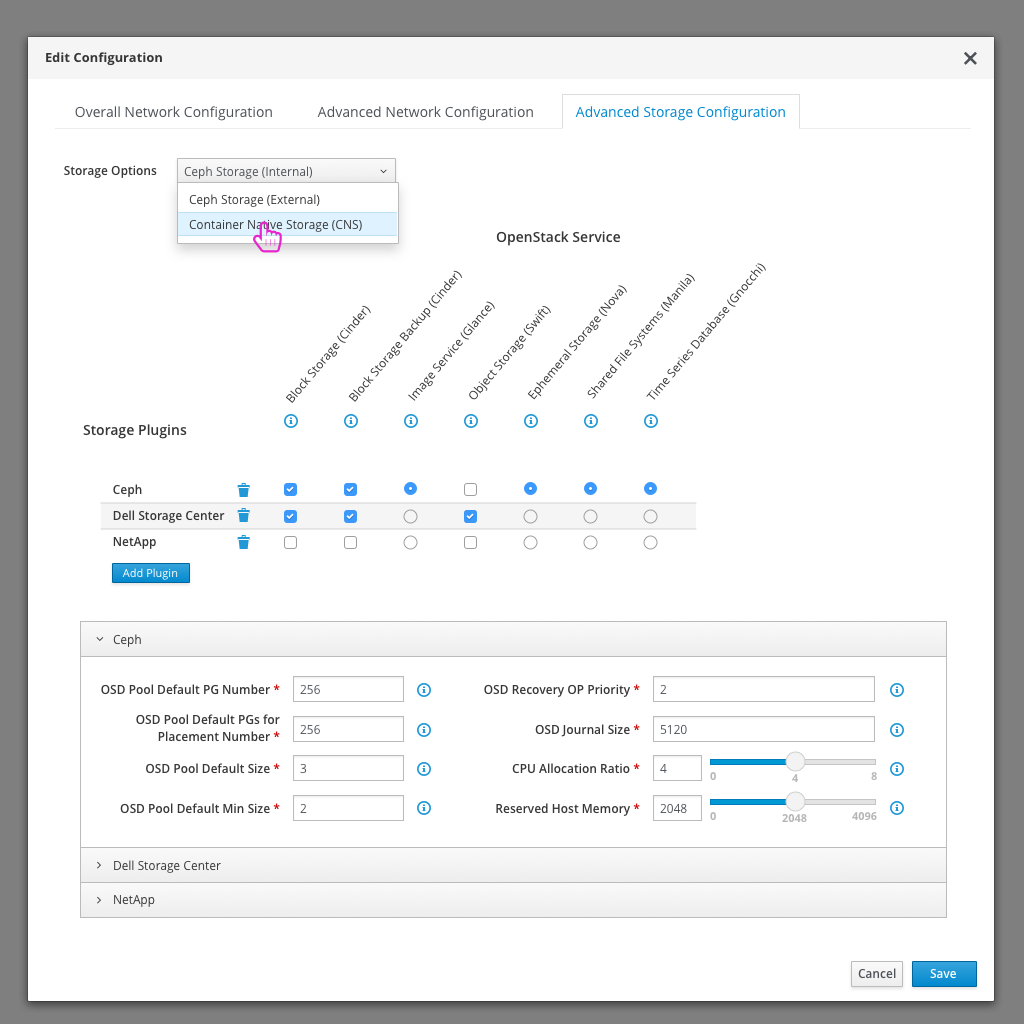 Edit Configuration
Overall Network Configuration
Advanced Network Configuration
Advanced Storage Configuration
Storage Options
Ceph Storage (Internal)
Ceph Storage (External)
Container Native Storage (CNS)
OpenStack Service
Block Storage (Cinder)
Block Storage Backup (Cinder)
Image Service (Glance)
Object Storage (Swift)
Ephemeral Storage (Nova)
Shared File Systems (Manila)
Time Series Database (Gnocchi)
Storage Plugins
Ceph
Dell Storage Center
NetApp
Add Plugin
Ceph
OSD Pool Default PG Number *
256
OSD Recovery OP Priority *
2
OSD Pool Default PGs for
Placement Number *
256
OSD Journal Size *
5120
OSD Pool Default Size *
3
CPU Allocation Ratio *
4
0
4
8
OSD Pool Default Min Size *
2
Reserved Host Memory *
2048
0
2048
4096
Dell Storage Center
NetApp
Cancel
Save